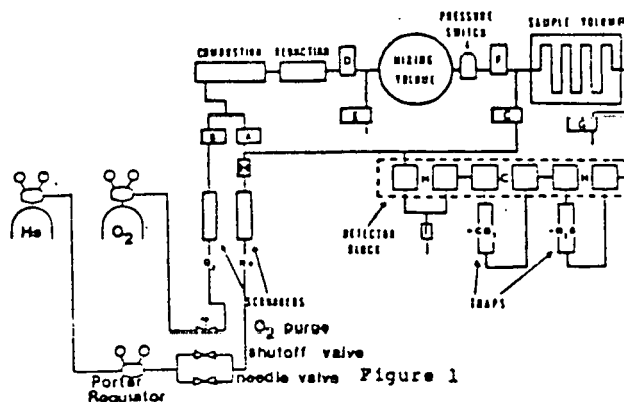 PRESSURE
SWITCH
SAMPLE VOLUME
COMBUSTION
REDUCTION
D
MIXING
VOLUME
F
E
C
G
B
A
He
O2
DETECTOR
BLOCK
TRAPS
SCRUBBERS
O2 purge
shutoff valve
needle valve
Porter
Regulator
Figure 1